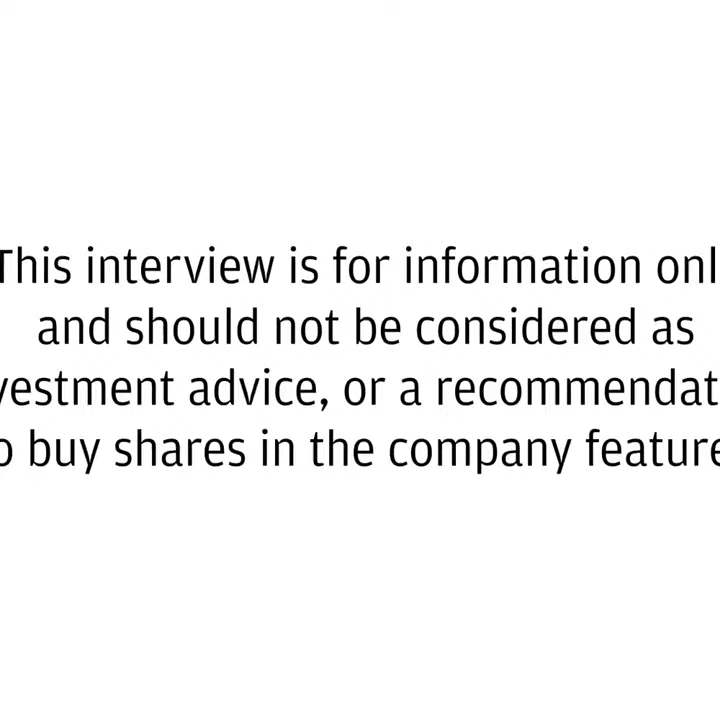 This interview is for information onl
and should not be considered as
vestment advice, or a recommendat
o buy shares in the company feature